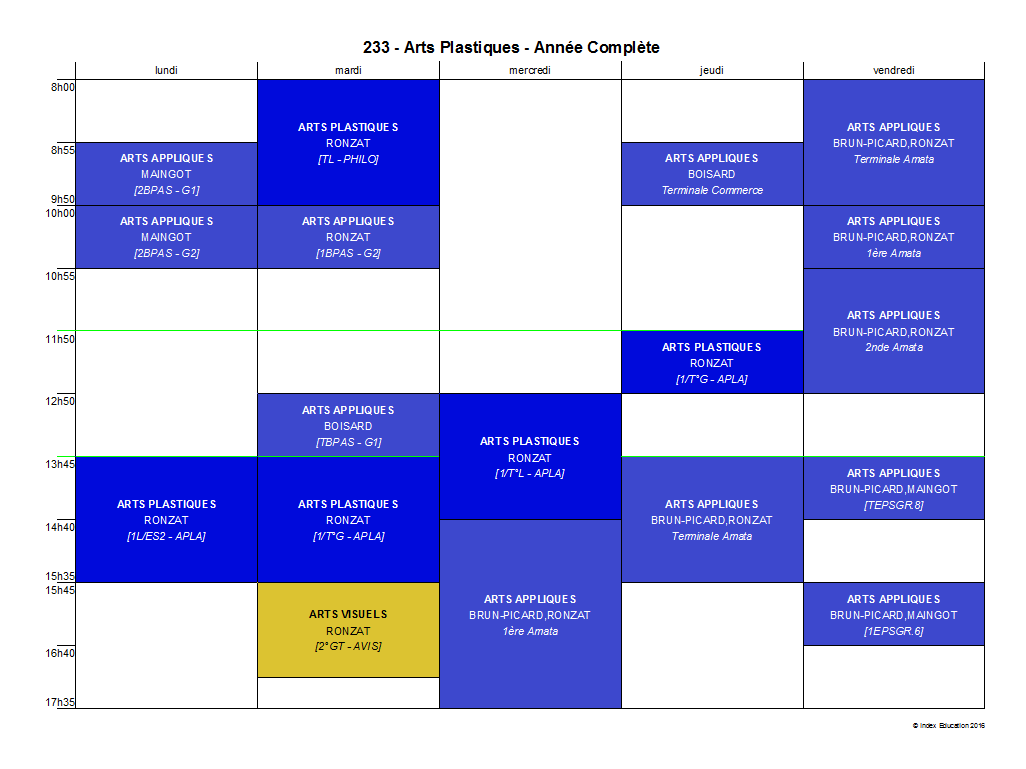 233 - Arts Plastiques - Année Complète
lundi
mardi
mercredi
jeudi
vendredi
8h00
8h55
9h50
10h00
10h55
11h50
12h50
13h45
14h40
15h35
15h45
16h40
17h35
ARTS APPLIQUES
MAINGOT
[2BPAS - G1]
ARTS APPLIQUES
MAINGOT
[2BPAS - G2]
ARTS PLASTIQUES
RONZAT
[1L/ES2 - APLA]
ARTS PLASTIQUES
RONZAT
[TL - PHILO]
ARTS APPLIQUES
RONZAT
[1BPAS - G2]
ARTS APPLIQUES
BOISARD
[TBPAS - G1]
ARTS PLASTIQUES
RONZAT
[1/T°G - APLA]
ARTS VISUELS
RONZAT
[2°GT - AVIS]
ARTS PLASTIQUES
RONZAT
[1/T°L - APLA]
ARTS APPLIQUES
BRUN-PICARD,RONZAT
1ère Amata
ARTS APPLIQUES
BOISARD
Terminale Commerce
ARTS PLASTIQUES
RONZAT
[1/T°G - APLA]
ARTS APPLIQUES
BRUN-PICARD,RONZAT
Terminale Amata
ARTS APPLIQUES
BRUN-PICARD,RONZAT
Terminale Amata
ARTS APPLIQUES
BRUN-PICARD,RONZAT
1ère Amata
ARTS APPLIQUES
BRUN-PICARD,RONZAT
2nde Amata
ARTS APPLIQUES
BRUN-PICARD,MAINGOT
[TEPSGR.8]
ARTS APPLIQUES
BRUN-PICARD,MAINGOT
[1EPSGR.6]
© Index Education 2016